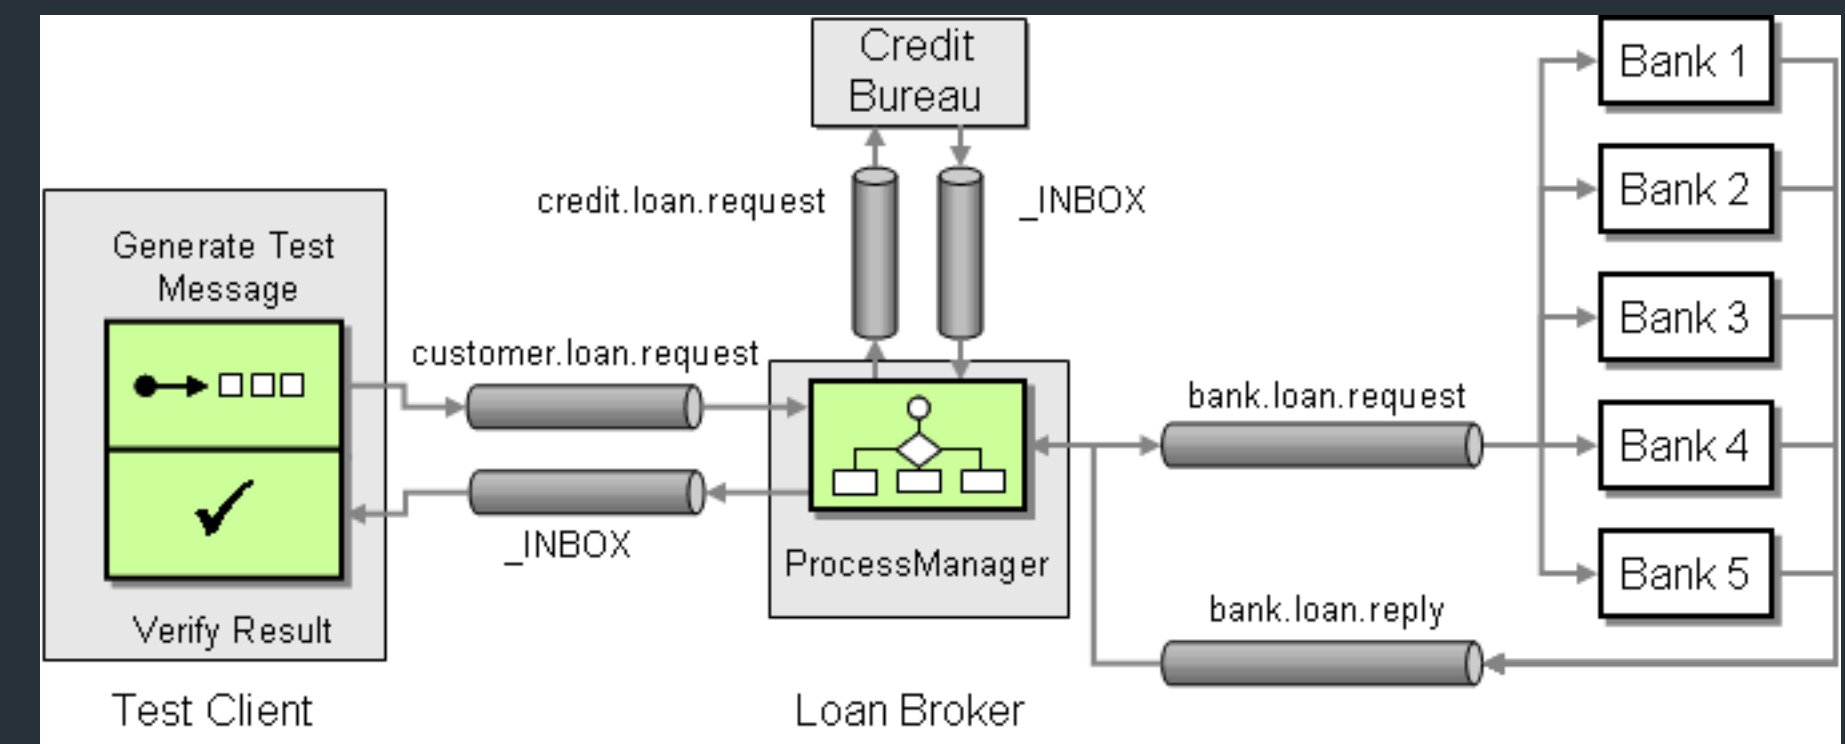 Credit
Bureau
Bank 1
Bank 2
credit.loan.request
_INBOX
Generate Test
Message
Bank 3
customer.loan.request
bank.loan.request
Bank 4
_INBOX
ProcessManager
Bank 5
bank.loan.reply
Verify Result
Test Client
Loan Broker